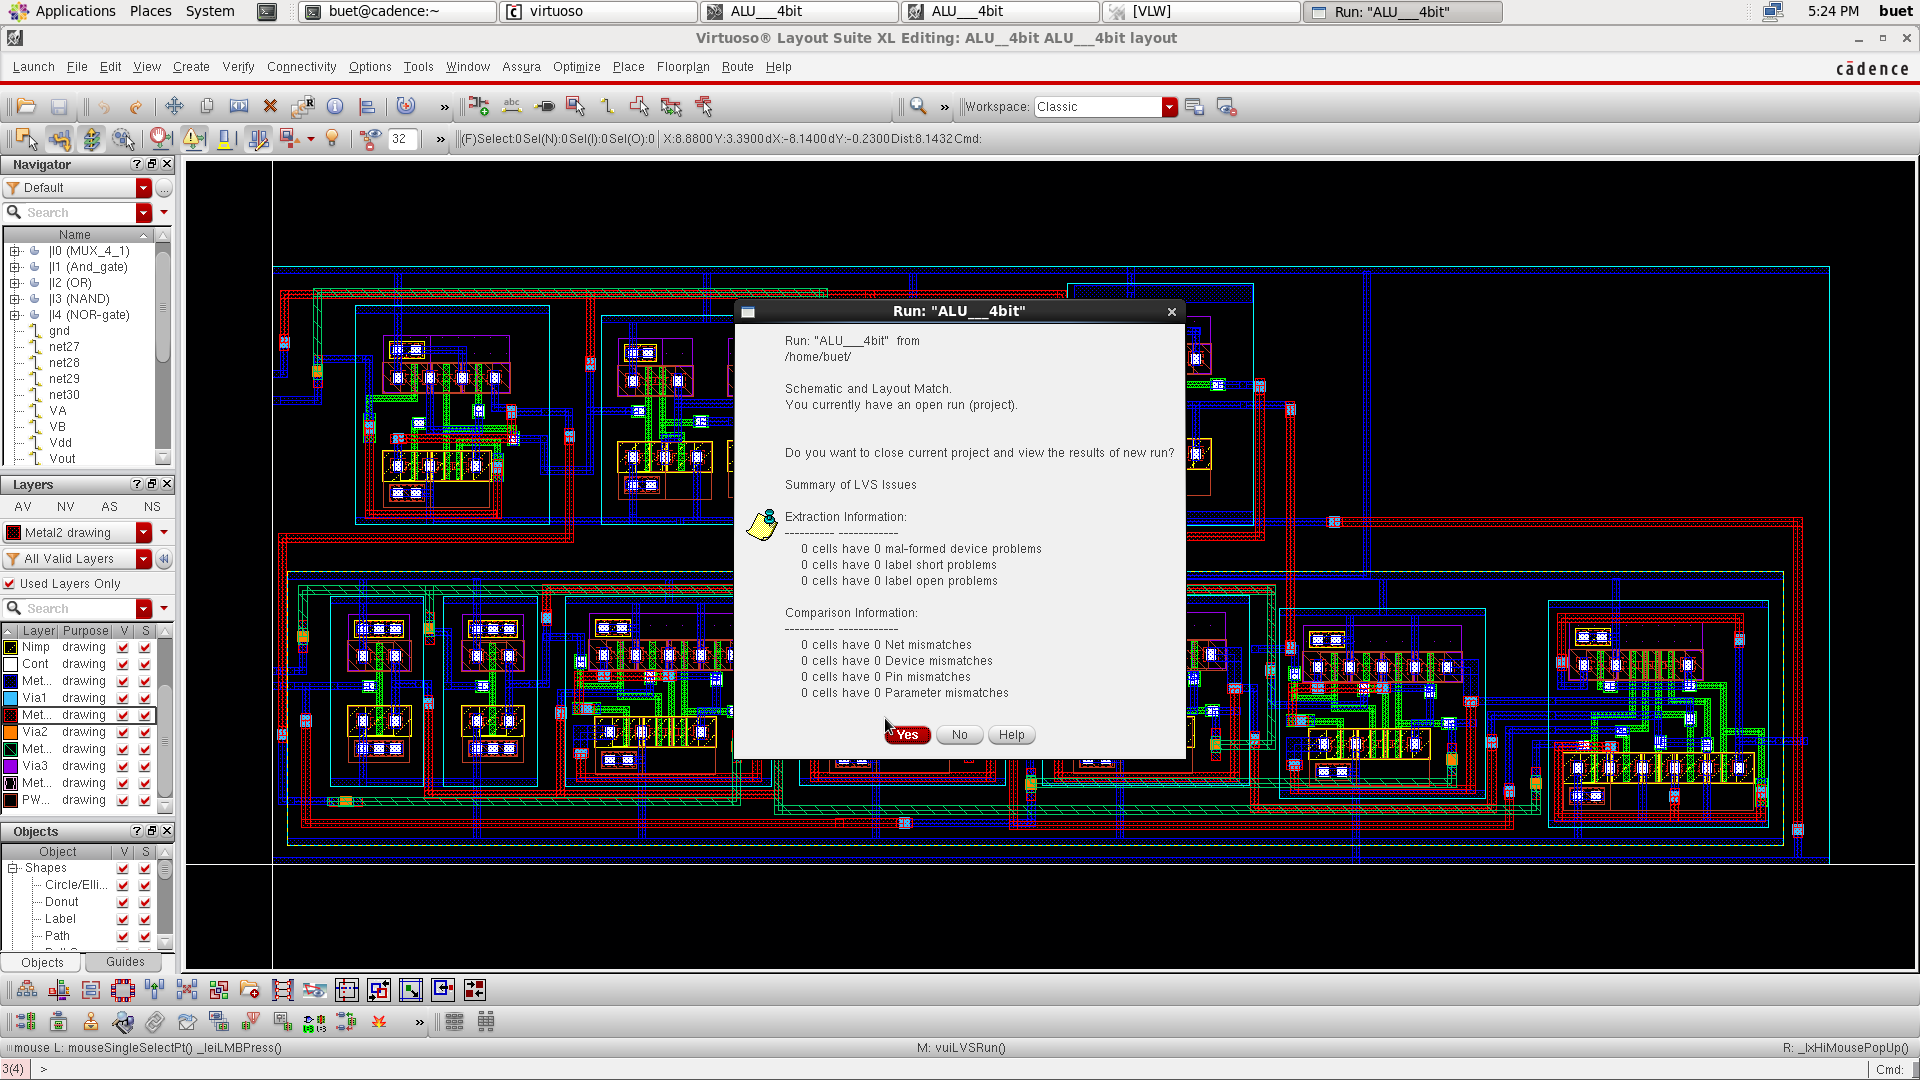 Applications Places System
buet@cadence:~
virtuoso
ALU___4bit
ALU___4bit
[VLW]
Run: "ALU___4bit"
5:24 PM buet
Virtuoso® Layout Suite XL Editing: ALU__4bit ALU___4bit layout
Launch File Edit View Create Verify Connectivity Options Tools Window Assura Optimize Place Floorplan Route Help
cādence
abc
Workspace: Classic
32
(F)Select:0 Sel(N):0 Sel(I):0 Sel(O):0 X:8.8800 Y:3.3900 dX:-8.1400 dY:-0.2300 Dist:8.1432 Cmd:
Navigator
Default
Search
Name
|I0 (MUX_4_1)
|I1 (And_gate)
|I2 (OR)
|I3 (NAND)
|I4 (NOR-gate)
gnd
net27
net28
net29
net30
VA
VB
Vdd
Vout
Layers
AV NV AS NS
Metal2 drawing
All Valid Layers
Used Layers Only
Search
Layer Purpose V S
Nimp drawing
Cont drawing
Met... drawing
Via1 drawing
Met... drawing
Via2 drawing
Met... drawing
Via3 drawing
Met... drawing
PW... drawing
Objects
Object V S
Shapes
Circle/Elli...
Donut
Label
Path
Objects Guides
Run: "ALU___4bit"
Run: "ALU___4bit" from
/home/buet/
Schematic and Layout Match.
You currently have an open run (project).
Do you want to close current project and view the results of new run?
Summary of LVS Issues
Extraction Information:
---------- ------------
0 cells have 0 mal-formed device problems
0 cells have 0 label short problems
0 cells have 0 label open problems
Comparison Information:
---------- ------------
0 cells have 0 Net mismatches
0 cells have 0 Device mismatches
0 cells have 0 Pin mismatches
0 cells have 0 Parameter mismatches
Yes No Help
mouse L: mouseSingleSelectPt() _leiLMBPress()
M: vuiLVSRun()
R: _lxHiMousePopUp()
3(4) >
Cmd: